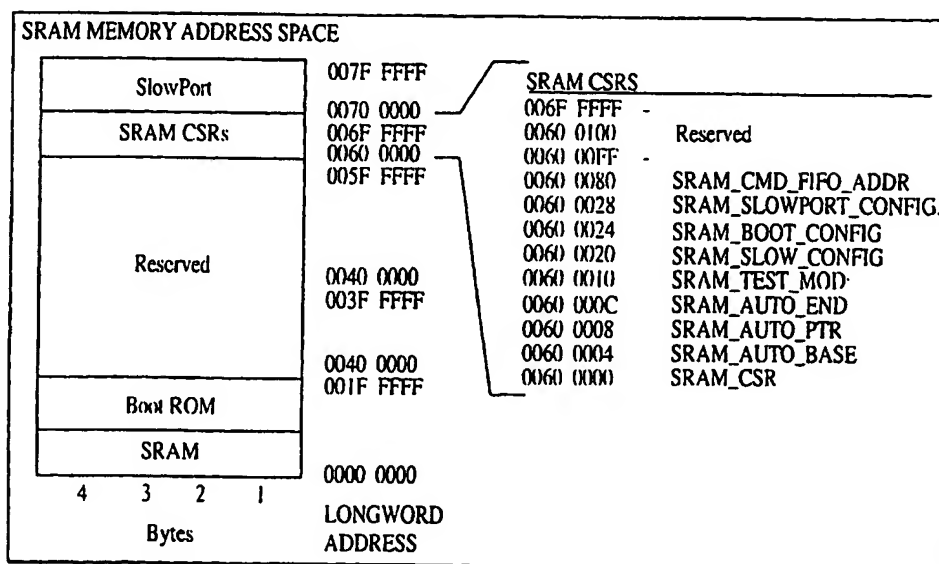 SRAM MEMORY ADDRESS SPACE
SlowPort
SRAM CSRs
Reserved
Boot ROM
SRAM
4 3 2 1
Bytes
007F FFFF
0070 0000
006F FFFF
0060 0000
005F FFFF
0040 0000
003F FFFF
0040 0000
001F FFFF
0000 0000
LONGWORD
ADDRESS
SRAM CSRS
006F FFFF -
0060 0100 Reserved
0060 00FF -
0060 0080 SRAM_CMD_FIFO_ADDR
0060 0028 SRAM_SLOWPORT_CONFIG
0060 0024 SRAM_BOOT_CONFIG
0060 0020 SRAM_SLOW_CONFIG
0060 0010 SRAM_TEST_MOD
0060 000C SRAM_AUTO_END
0060 0008 SRAM_AUTO_PTR
0060 0004 SRAM_AUTO_BASE
0060 0000 SRAM_CSR